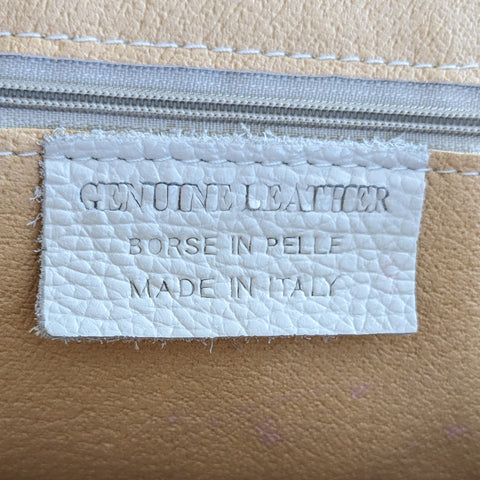 GENUINE LEATHER
BORSE IN PELLE
MADE IN ITALY